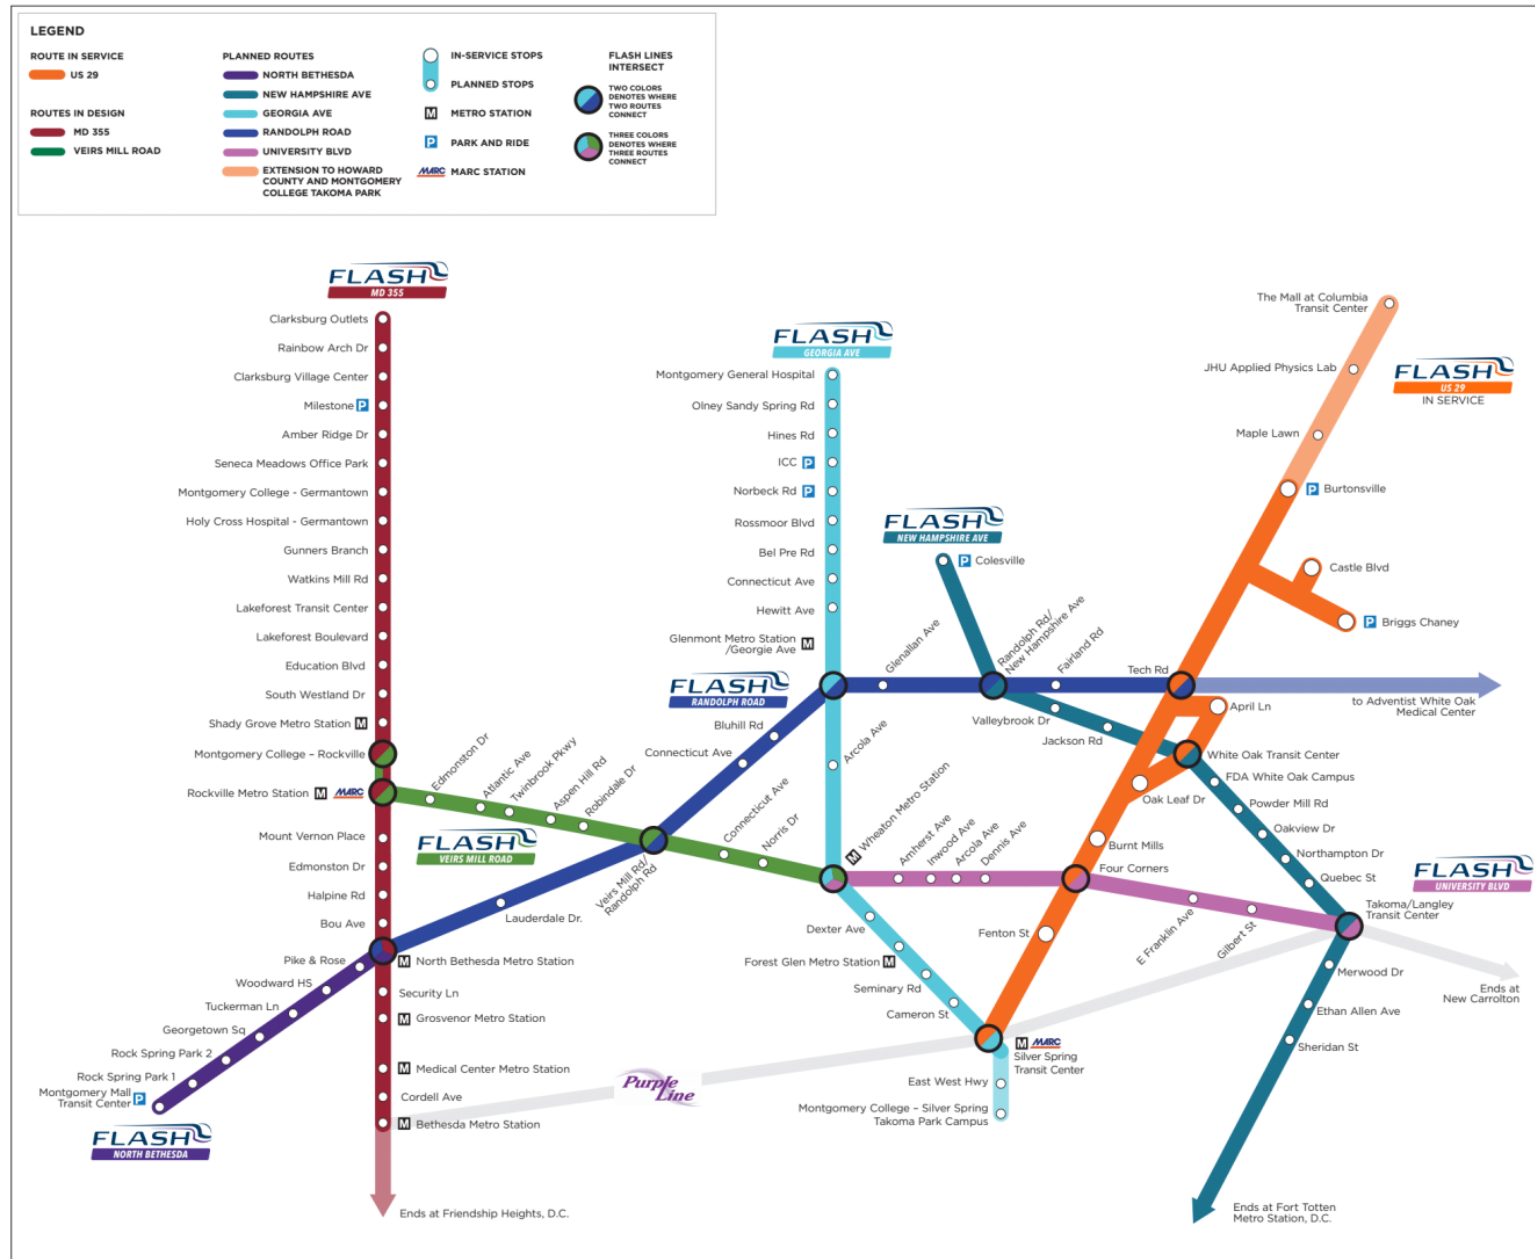 LEGEND
ROUTE IN SERVICE
US 29
ROUTES IN DESIGN
MD 355
VEIRS MILL ROAD
PLANNED ROUTES
NORTH BETHESDA
NEW HAMPSHIRE AVE
GEORGIA AVE
RANDOLPH ROAD
UNIVERSITY BLVD
EXTENSION TO HOWARD
COUNTY AND MONTGOMERY
COLLEGE TAKOMA PARK
IN-SERVICE STOPS
PLANNED STOPS
M METRO STATION
P PARK AND RIDE
MARC MARC STATION
FLASH LINES
INTERSECT
TWO COLORS
DENOTES WHERE
TWO ROUTES
CONNECT
THREE COLORS
DENOTES WHERE
THREE ROUTES
CONNECT
FLASH
MD 355
Clarksburg Outlets
Rainbow Arch Dr
Clarksburg Village Center
Milestone P
Amber Ridge Dr
Seneca Meadows Office Park
Montgomery College - Germantown
Holy Cross Hospital - Germantown
Gunners Branch
Watkins Mill Rd
Lakeforest Transit Center
Lakeforest Boulevard
Education Blvd
South Westland Dr
Shady Grove Metro Station M
Montgomery College – Rockville
Rockville Metro Station M MARC
Mount Vernon Place
Edmonston Dr
Halpine Rd
Bou Ave
M North Bethesda Metro Station
Security Ln
M Grosvenor Metro Station
M Medical Center Metro Station
Cordell Ave
M Bethesda Metro Station
Ends at Friendship Heights, D.C.
Pike & Rose
Woodward HS
Tuckerman Ln
Georgetown Sq
Rock Spring Park 2
Rock Spring Park 1
Montgomery Mall
Transit Center P
FLASH
NORTH BETHESDA
Edmonston Dr
Atlantic Ave
Twinbrook Pkwy
Aspen Hill Rd
Robindale Dr
FLASH
VEIRS MILL ROAD
Veirs Mill Rd/
Randolph Rd
Connecticut Ave
Norris Dr
M Wheaton Metro Station
Lauderdale Dr.
Connecticut Ave
Bluhill Rd
FLASH
RANDOLPH ROAD
Glenallan Ave
Randolph Rd/
New Hampshire Ave
Fairland Rd
Tech Rd
to Adventist White Oak
Medical Center
FLASH
GEORGIA AVE
Montgomery General Hospital
Olney Sandy Spring Rd
Hines Rd
ICC P
Norbeck Rd P
Rossmoor Blvd
Bel Pre Rd
Connecticut Ave
Hewitt Ave
Glenmont Metro Station
/Georgie Ave M
Arcola Ave
Dexter Ave
Forest Glen Metro Station M
Seminary Rd
Cameron St
M MARC
Silver Spring
Transit Center
East West Hwy
Montgomery College – Silver Spring
Takoma Park Campus
Purple
Line
FLASH
NEW HAMPSHIRE AVE
P Colesville
Valleybrook Dr
Jackson Rd
White Oak Transit Center
FDA White Oak Campus
Powder Mill Rd
Oakview Dr
Northampton Dr
Quebec St
Takoma/Langley
Transit Center
Merwood Dr
Ethan Allen Ave
Sheridan St
Ends at Fort Totten
Metro Station, D.C.
The Mall at Columbia
Transit Center
JHU Applied Physics Lab
Maple Lawn
FLASH
US 29
IN SERVICE
P Burtonsville
Castle Blvd
P Briggs Chaney
April Ln
Oak Leaf Dr
Burnt Mills
Four Corners
Fenton St
Amherst Ave
Inwood Ave
Arcola Ave
Dennis Ave
E Franklin Ave
Gilbert St
FLASH
UNIVERSITY BLVD
Ends at
New Carrolton